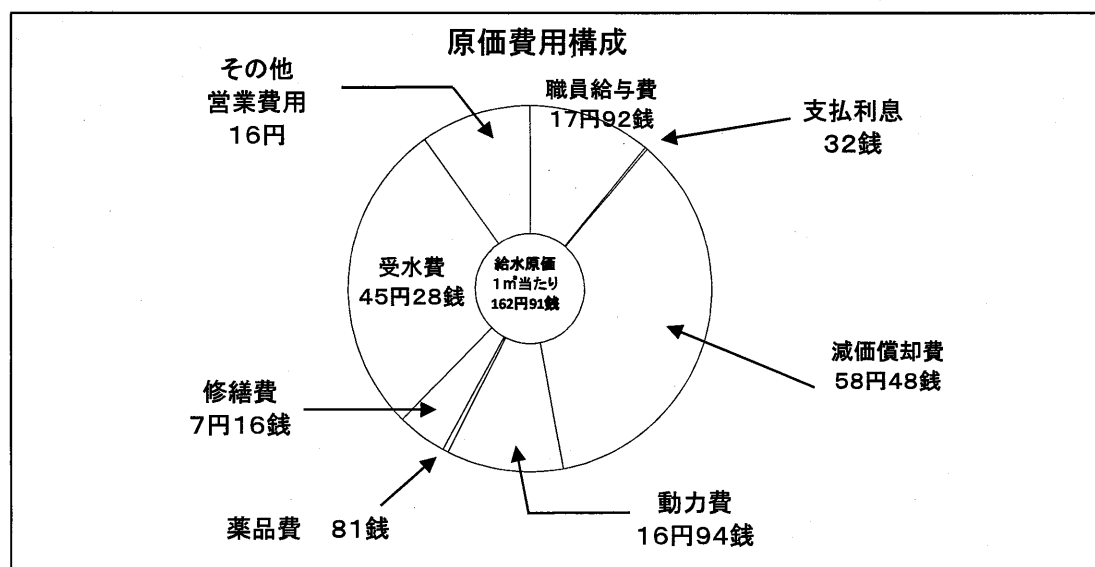 原価費用構成
その他
営業費用
16円
職員給与費
17円92銭
支払利息
32銭
受水費
45円28銭
給水原価
1㎥当たり
162円91銭
減価償却費
58円48銭
修繕費
7円16銭
動力費
16円94銭
薬品費　81銭